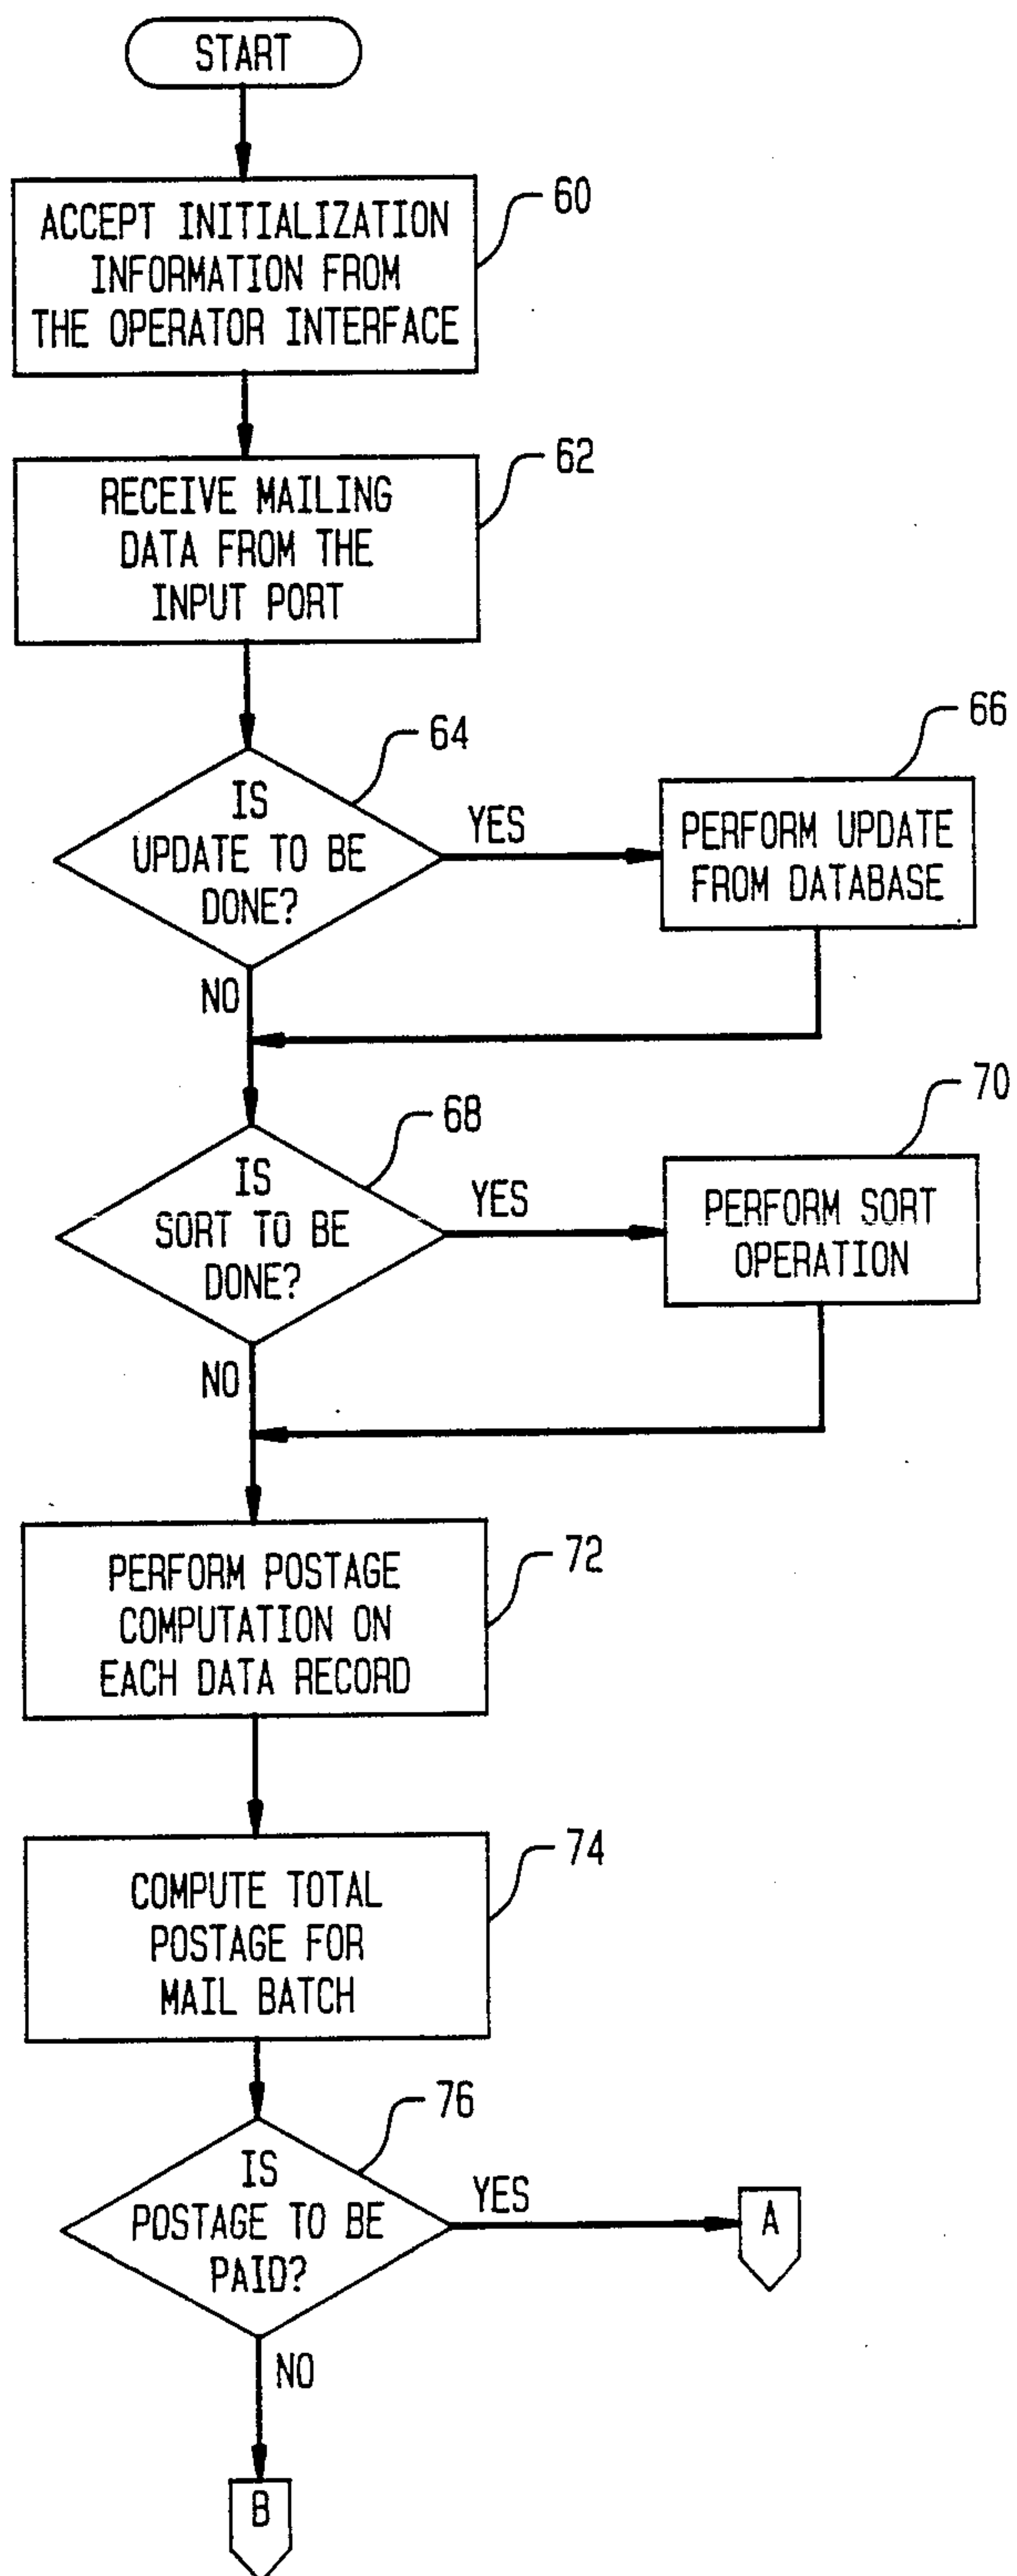 START
60
ACCEPT INITIALIZATION
INFORMATION FROM
THE OPERATOR INTERFACE
62
RECEIVE MAILING
DATA FROM THE
INPUT PORT
64
IS
UPDATE TO BE
DONE?
YES
66
PERFORM UPDATE
FROM DATABASE
NO
68
IS
SORT TO BE
DONE?
YES
70
PERFORM SORT
OPERATION
NO
72
PERFORM POSTAGE
COMPUTATION ON
EACH DATA RECORD
74
COMPUTE TOTAL
POSTAGE FOR
MAIL BATCH
76
IS
POSTAGE TO BE
PAID?
YES
A
NO
B